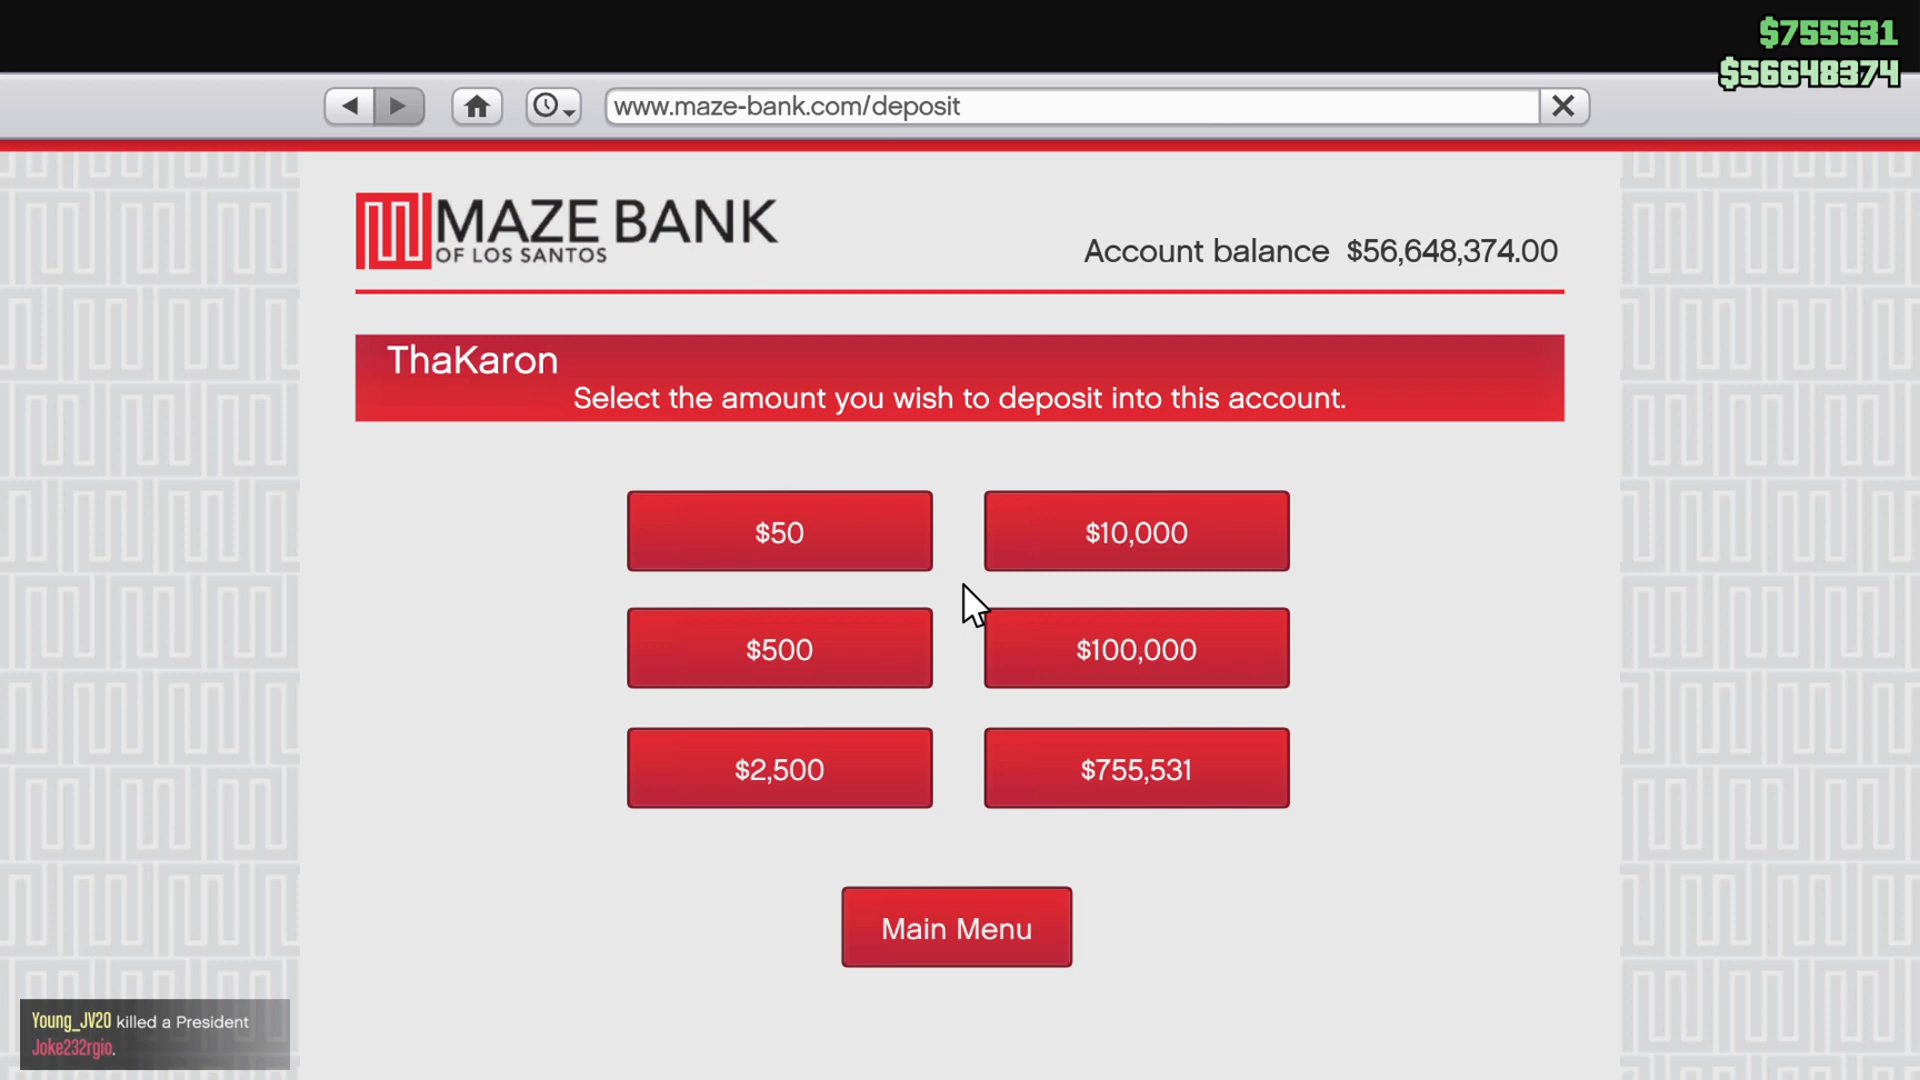 $755531
$56648374
www.maze-bank.com/deposit
MAZE BANK
OF LOS SANTOS
Account balance $56,648,374.00
ThaKaron
Select the amount you wish to deposit into this account.
$50
$10,000
$500
$100,000
$2,500
$755,531
Main Menu
Young_JV20 killed a President
Joke232rgio.